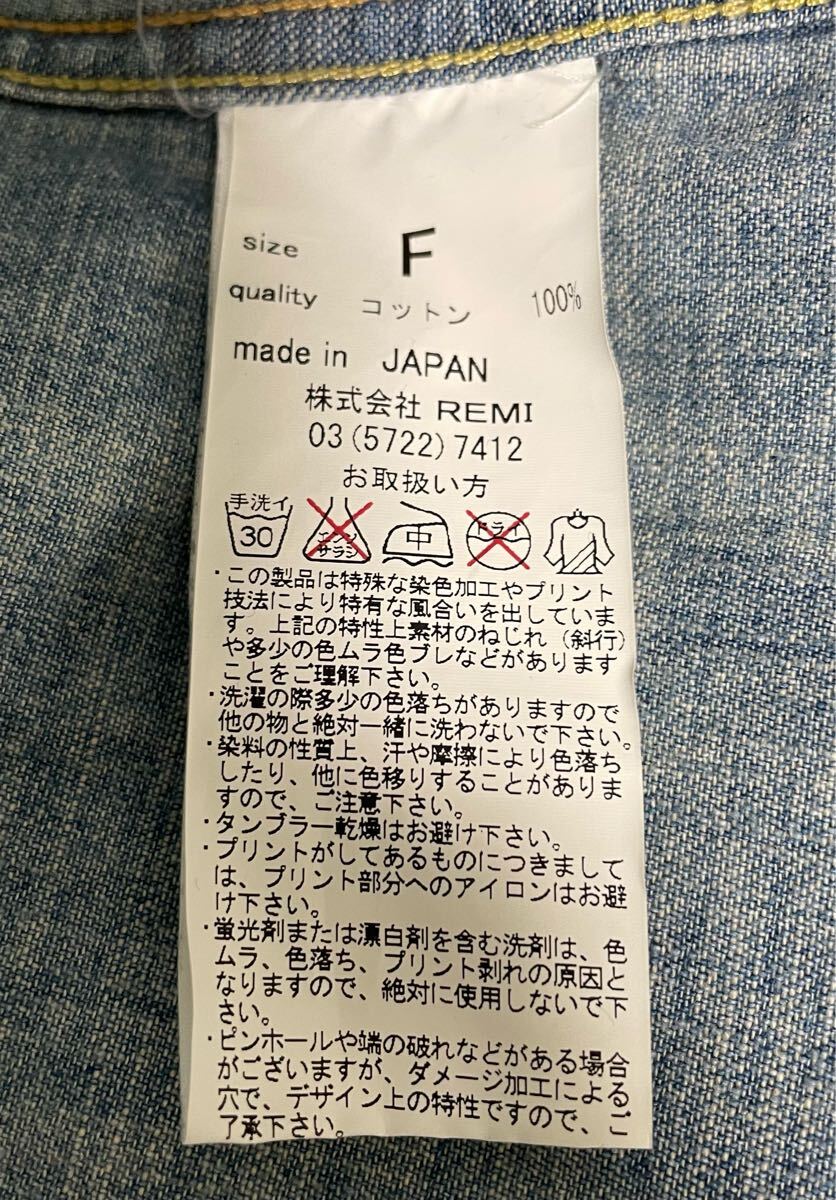 size F
quality コットン 100%
made in JAPAN
株式会社 REMI
03(5722)7412
お取扱い方
手洗イ
30
エンソ
サラシ
中
ドライ
・この製品は特殊な染色加工やプリント
技法により特有な風合いを出していま
す。上記の特性上素材のねじれ（斜行）
や多少の色ムラ色ブレなどがあります
ことをご理解下さい。
・洗濯の際多少の色落ちがありますので
他の物と絶対一緒に洗わないで下さい。
・染料の性質上、汗や摩擦により色落ち
したり、他に色移りすることがありま
すので、ご注意下さい。
・タンブラー乾燥はお避け下さい。
・プリントがしてあるものにつきまして
は、プリント部分へのアイロンはお避
け下さい。
・蛍光剤または漂白剤を含む洗剤は、色
ムラ、色落ち、プリント剥れの原因と
なりますので、絶対に使用しないで下
さい。
・ピンホールや端の破れなどがある場合
がございますが、ダメージ加工による
穴で、デザイン上の特性ですので、ご
了承下さい。